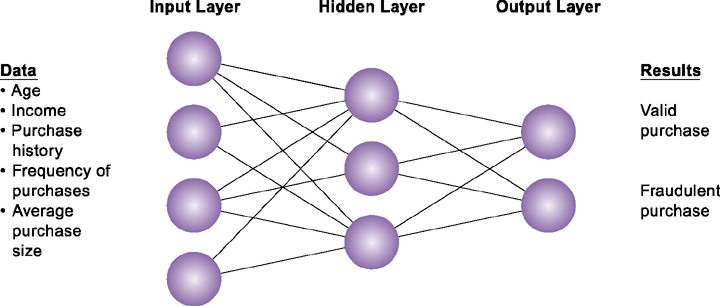 Input Layer
Hidden Layer
Output Layer
Data
• Age
• Income
• Purchase
history
• Frequency of
purchases
• Average
purchase
size
Results
Valid
purchase
Fraudulent
purchase